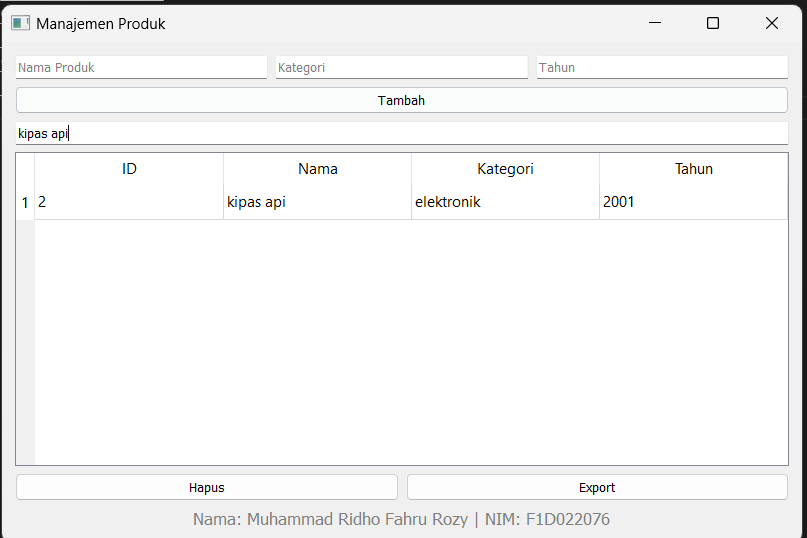 Manajemen Produk
Nama Produk Kategori Tahun
Tambah
kipas api
ID Nama Kategori Tahun
1 2 kipas api elektronik 2001
Hapus Export
Nama: Muhammad Ridho Fahru Rozy | NIM: F1D022076